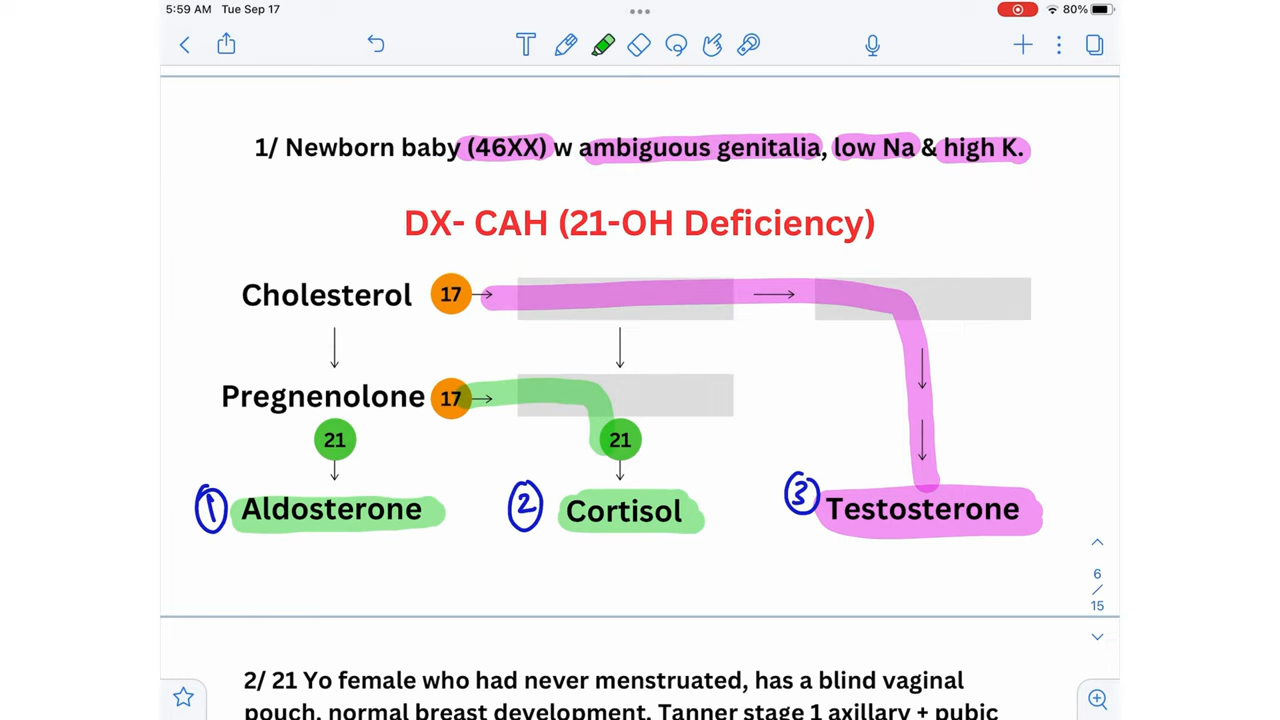 5:59 AM Tue Sep 17
80%
T
1/ Newborn baby (46XX) w ambiguous genitalia, low Na & high K.
DX- CAH (21-OH Deficiency)
Cholesterol 17
Pregnenolone 17
21 21
1 Aldosterone 2 Cortisol 3 Testosterone
6
/
15
2/ 21 Yo female who had never menstruated, has a blind vaginal
pouch, normal breast development, Tanner stage 1 axillary + pubic